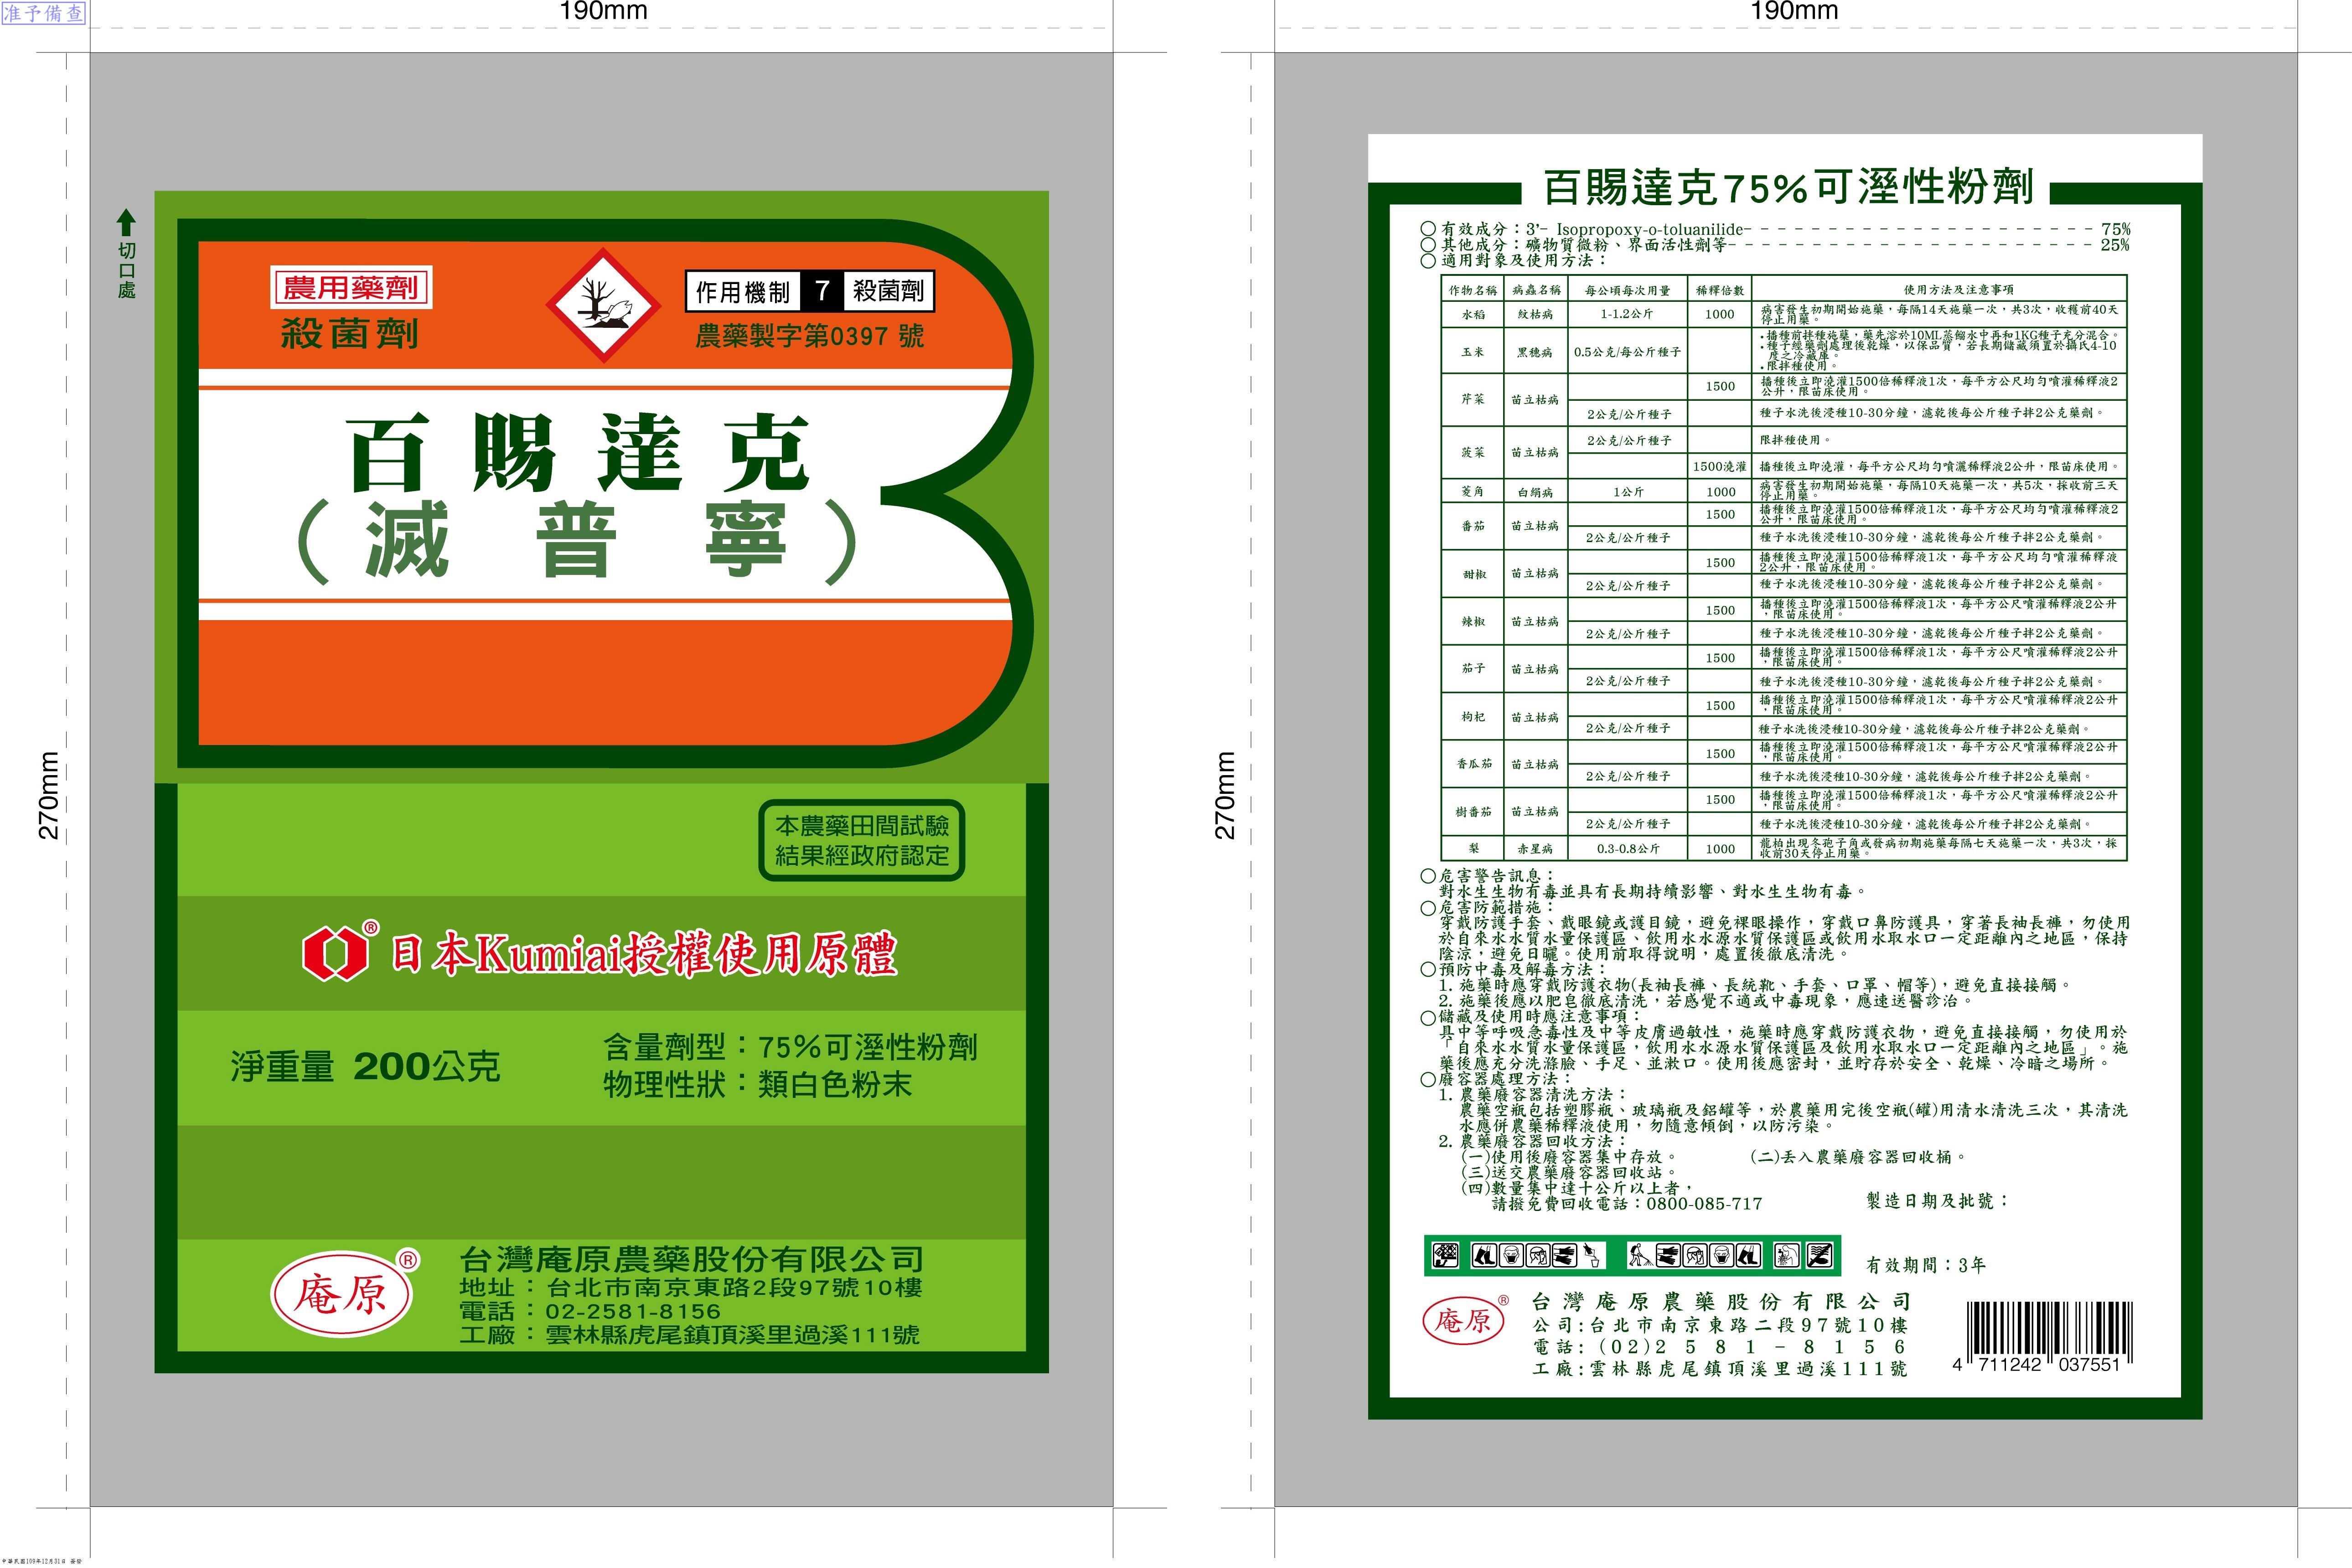 准予備查
190mm
270mm
切口處
農用藥劑
殺菌劑
作用機制 7 殺菌劑
農藥製字第0397 號
百賜達克
(滅普寧)
本農藥田間試驗
結果經政府認定
® 日本Kumiai授權使用原體
淨重量 200公克
含量劑型：75%可溼性粉劑
物理性狀：類白色粉末
庵原 ®
台灣庵原農藥股份有限公司
地址：台北市南京東路2段97號10樓
電話：02-2581-8156
工廠：雲林縣虎尾鎮頂溪里過溪111號
中華民國109年12月31日
190mm
270mm
百賜達克75%可溼性粉劑
○有效成分：3'- Isopropoxy-o-toluanilide- - - - - - - - - - - - - - - - - - - - 75%
○其他成分：礦物質微粉、界面活性劑等- - - - - - - - - - - - - - - - - - - - - 25%
○適用對象及使用方法：
作物名稱 病蟲名稱 每公頃每次用量 稀釋倍數 使用方法及注意事項
水稻 紋枯病 1-1.2公斤 1000 病害發生初期開始施藥，每隔14天施藥一次，共3次，收穫前40天
停止用藥。
玉米 黑穗病 0.5公克/每公斤種子 •播種前拌種施藥，藥先溶於10ML蒸餾水中再和1KG種子充分混合。
•種子經藥劑處理後乾燥，以保品質，若長期儲藏須置於攝氏4-10
度之冷藏庫。
•限拌種使用。
芹菜 苗立枯病 1500 播種後立即澆灌1500倍稀釋液1次，每平方公尺均勻噴灌稀釋液2
公升，限苗床使用。
2公克/公斤種子 種子水洗後浸種10-30分鐘，濾乾後每公斤種子拌2公克藥劑。
菠菜 苗立枯病 2公克/公斤種子 限拌種使用。
1500澆灌 播種後立即澆灌，每平方公尺均勻噴灑稀釋液2公升，限苗床使用。
菱角 白絹病 1公斤 1000 病害發生初期開始施藥，每隔10天施藥一次，共5次，採收前三天
停止用藥。
番茄 苗立枯病 1500 播種後立即澆灌1500倍稀釋液1次，每平方公尺均勻噴灌稀釋液2
公升，限苗床使用。
2公克/公斤種子 種子水洗後浸種10-30分鐘，濾乾後每公斤種子拌2公克藥劑。
甜椒 苗立枯病 1500 播種後立即澆灌1500倍稀釋液1次，每平方公尺均勻噴灌稀釋液
2公升，限苗床使用。
2公克/公斤種子 種子水洗後浸種10-30分鐘，濾乾後每公斤種子拌2公克藥劑。
辣椒 苗立枯病 1500 播種後立即澆灌1500倍稀釋液1次，每平方公尺噴灌稀釋液2公升
，限苗床使用。
2公克/公斤種子 種子水洗後浸種10-30分鐘，濾乾後每公斤種子拌2公克藥劑。
茄子 苗立枯病 1500 播種後立即澆灌1500倍稀釋液1次，每平方公尺噴灌稀釋液2公升
，限苗床使用。
2公克/公斤種子 種子水洗後浸種10-30分鐘，濾乾後每公斤種子拌2公克藥劑。
枸杞 苗立枯病 1500 播種後立即澆灌1500倍稀釋液1次，每平方公尺噴灌稀釋液2公升
，限苗床使用。
2公克/公斤種子 種子水洗後浸種10-30分鐘，濾乾後每公斤種子拌2公克藥劑。
香瓜茄 苗立枯病 1500 播種後立即澆灌1500倍稀釋液1次，每平方公尺噴灌稀釋液2公升
，限苗床使用。
2公克/公斤種子 種子水洗後浸種10-30分鐘，濾乾後每公斤種子拌2公克藥劑。
樹番茄 苗立枯病 1500 播種後立即澆灌1500倍稀釋液1次，每平方公尺噴灌稀釋液2公升
，限苗床使用。
2公克/公斤種子 種子水洗後浸種10-30分鐘，濾乾後每公斤種子拌2公克藥劑。
梨 赤星病 0.3-0.8公斤 1000 龍柏出現冬孢子角或發病初期施藥每隔七天施藥一次，共3次，採
收前30天停止用藥。
○危害警告訊息：
對水生生物有毒並具有長期持續影響、對水生生物有毒。
○危害防範措施：
穿戴防護手套、戴眼鏡或護目鏡，避免裸眼操作，穿戴口鼻防護具，穿著長袖長褲，勿使用
於自來水水質水量保護區、飲用水水源水質保護區或飲用水取水口一定距離內之地區，保持
陰涼，避免日曬。使用前取得說明，處置後徹底清洗。
○預防中毒及解毒方法：
1. 施藥時應穿戴防護衣物(長袖長褲、長統靴、手套、口罩、帽等)，避免直接接觸。
2. 施藥後應以肥皂徹底清洗，若感覺不適或中毒現象，應速送醫診治。
○儲藏及使用時應注意事項：
具中等呼吸急毒性及中等皮膚過敏性，施藥時應穿戴防護衣物，避免直接接觸，勿使用於
「自來水水質水量保護區，飲用水水源水質保護區及飲用水取水口一定距離內之地區」。施
藥後應充分洗滌臉、手足、並漱口。使用後應密封，並貯存於安全、乾燥、冷暗之場所。
○廢容器處理方法：
1. 農藥廢容器清洗方法：
農藥空瓶包括塑膠瓶、玻璃瓶及鋁罐等，於農藥用完後空瓶(罐)用清水清洗三次，其清洗
水應併農藥稀釋液使用，勿隨意傾倒，以防污染。
2. 農藥廢容器回收方法：
(一)使用後廢容器集中存放。 (二)丟入農藥廢容器回收桶。
(三)送交農藥廢容器回收站。
(四)數量集中達十公斤以上者，
請撥免費回收電話：0800-085-717
製造日期及批號：
有效期間：3年
庵原 ®
台灣庵原農藥股份有限公司
公司:台北市南京東路二段97號10樓
電話:(02)2581-8156
工廠:雲林縣虎尾鎮頂溪里過溪111號
4 711242 037551